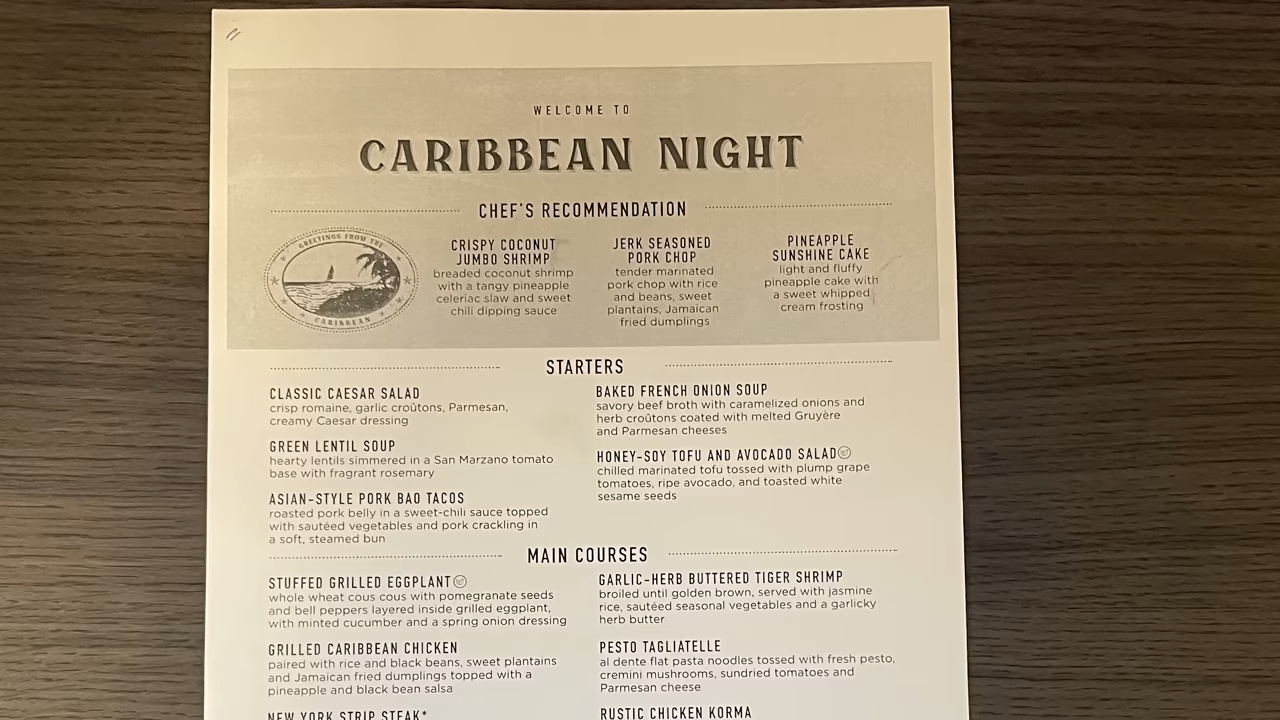 WELCOME TO
CARIBBEAN NIGHT
CHEF'S RECOMMENDATION
GREETINGS FROM THE
CARIBBEAN
CRISPY COCONUT
JUMBO SHRIMP
breaded coconut shrimp
with a tangy pineapple
celeriac slaw and sweet
chili dipping sauce
JERK SEASONED
PORK CHOP
tender marinated
pork chop with rice
and beans, sweet
plantains, Jamaican
fried dumplings
PINEAPPLE
SUNSHINE CAKE
light and fluffy
pineapple cake with
a sweet whipped
cream frosting
STARTERS
CLASSIC CAESAR SALAD
crisp romaine, garlic croûtons, Parmesan,
creamy Caesar dressing
GREEN LENTIL SOUP
hearty lentils simmered in a San Marzano tomato
base with fragrant rosemary
ASIAN-STYLE PORK BAO TACOS
roasted pork belly in a sweet-chili sauce topped
with sautéed vegetables and pork crackling in
a soft, steamed bun
BAKED FRENCH ONION SOUP
savory beef broth with caramelized onions and
herb croûtons coated with melted Gruyère
and Parmesan cheeses
HONEY-SOY TOFU AND AVOCADO SALAD
chilled marinated tofu tossed with plump grape
tomatoes, ripe avocado, and toasted white
sesame seeds
MAIN COURSES
STUFFED GRILLED EGGPLANT
whole wheat cous cous with pomegranate seeds
and bell peppers layered inside grilled eggplant,
with minted cucumber and a spring onion dressing
GRILLED CARIBBEAN CHICKEN
paired with rice and black beans, sweet plantains
and Jamaican fried dumplings topped with a
pineapple and black bean salsa
NEW YORK STRIP STEAK*
GARLIC-HERB BUTTERED TIGER SHRIMP
broiled until golden brown, served with jasmine
rice, sautéed seasonal vegetables and a garlicky
herb butter
PESTO TAGLIATELLE
al dente flat pasta noodles tossed with fresh pesto,
cremini mushrooms, sundried tomatoes and
Parmesan cheese
RUSTIC CHICKEN KORMA